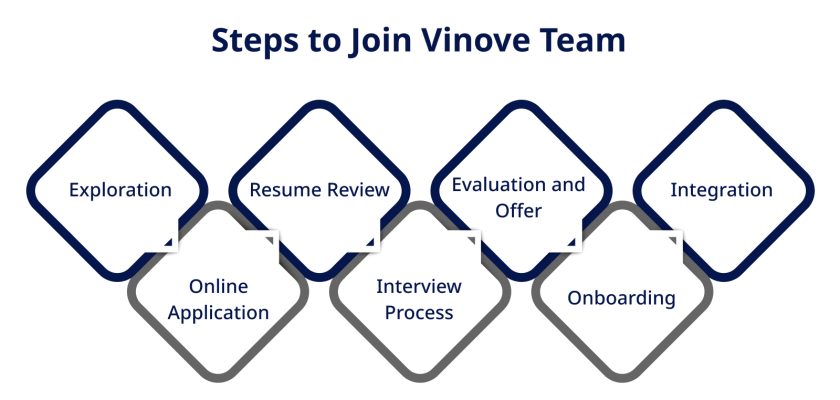 Steps to Join Vinove Team
Exploration
Online
Application
Resume Review
Interview
Process
Evaluation and
Offer
Onboarding
Integration